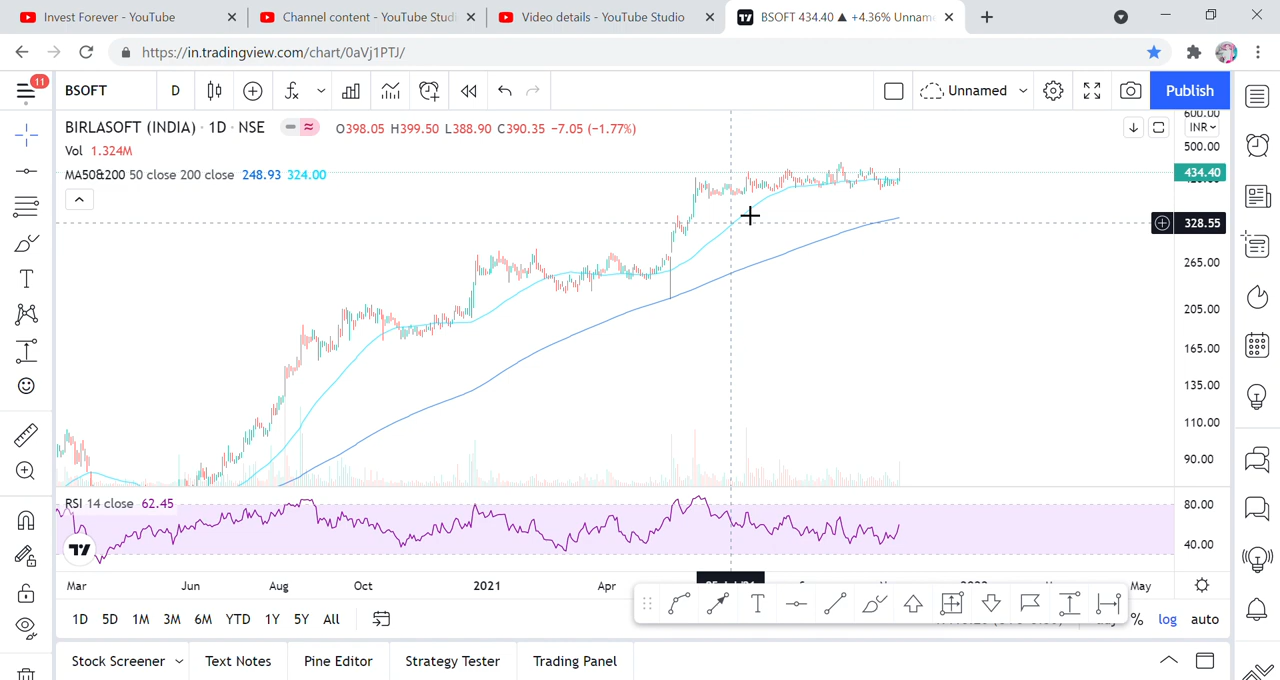 Invest Forever - YouTube
Channel content - YouTube Studi
Video details - YouTube Studio
BSOFT 434.40 ▲ +4.36% Unnam
https://in.tradingview.com/chart/0aVj1PTJ/
11
BSOFT
D
Unnamed
Publish
BIRLASOFT (INDIA) · 1D · NSE
O398.05 H399.50 L388.90 C390.35 −7.05 (−1.77%)
Vol 1.324M
MA50&200 50 close 200 close 248.93 324.00
600.00
INR
500.00
434.40
328.55
265.00
205.00
165.00
135.00
110.00
90.00
RSI 14 close 62.45
80.00
40.00
Mar
Jun
Aug
Oct
2021
Apr
May
1D
5D
1M
3M
6M
YTD
1Y
5Y
All
%
log
auto
Stock Screener
Text Notes
Pine Editor
Strategy Tester
Trading Panel